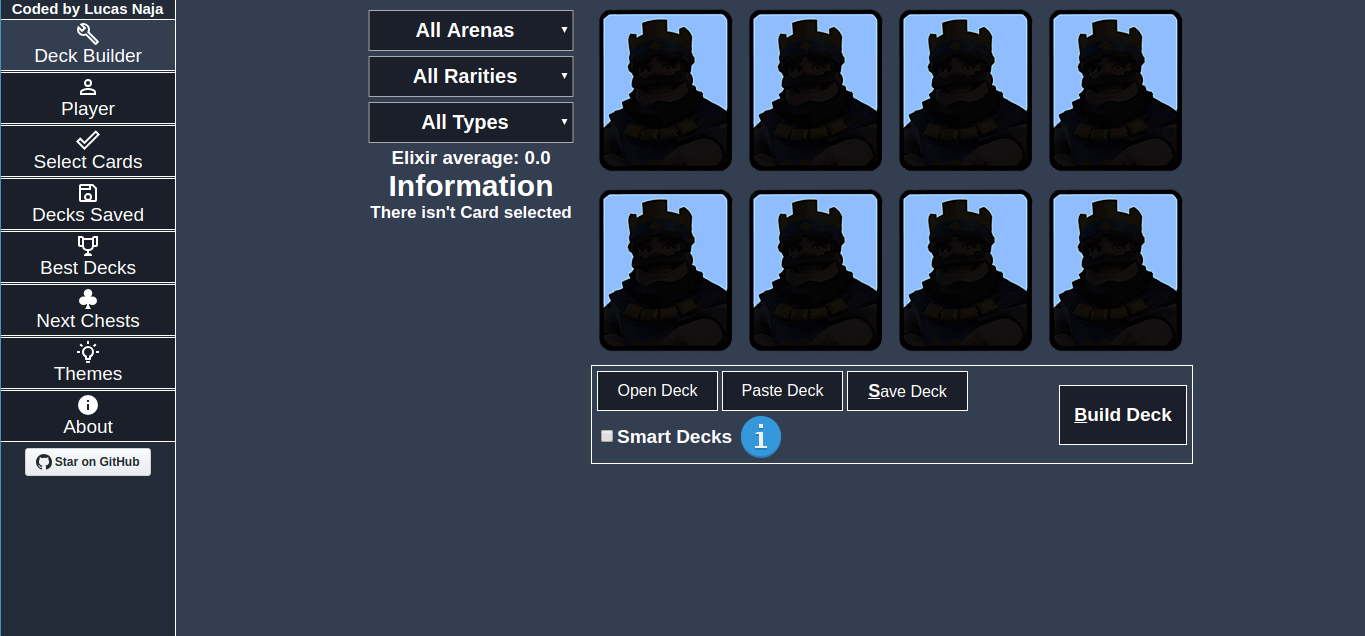 Coded by Lucas Naja
Deck Builder
Player
Select Cards
Decks Saved
Best Decks
Next Chests
Themes
About
Star on GitHub
All Arenas
All Rarities
All Types
Elixir average: 0.0
Information
There isn't Card selected
Open Deck
Paste Deck
Save Deck
Smart Decks
i
Build Deck